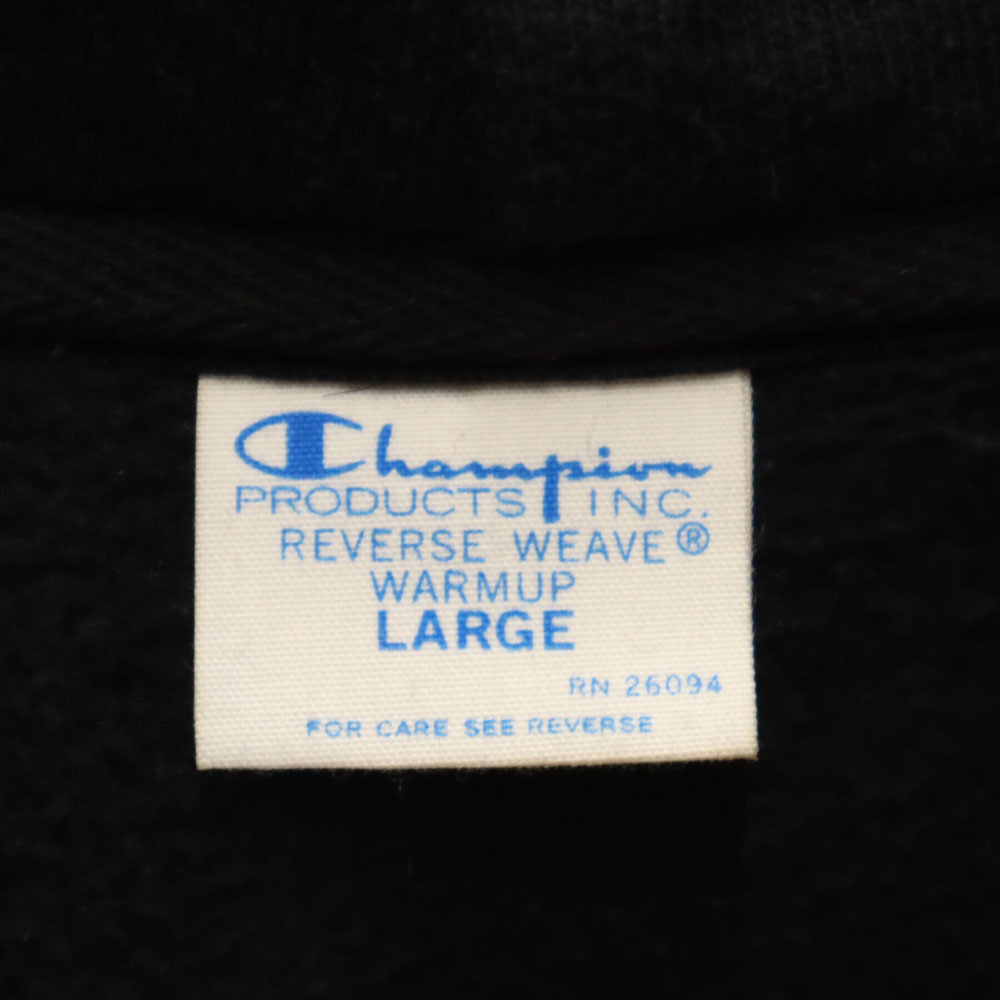 Champion
PRODUCTS INC.
REVERSE WEAVE®
WARMUP
LARGE
RN 26094
FOR CARE SEE REVERSE